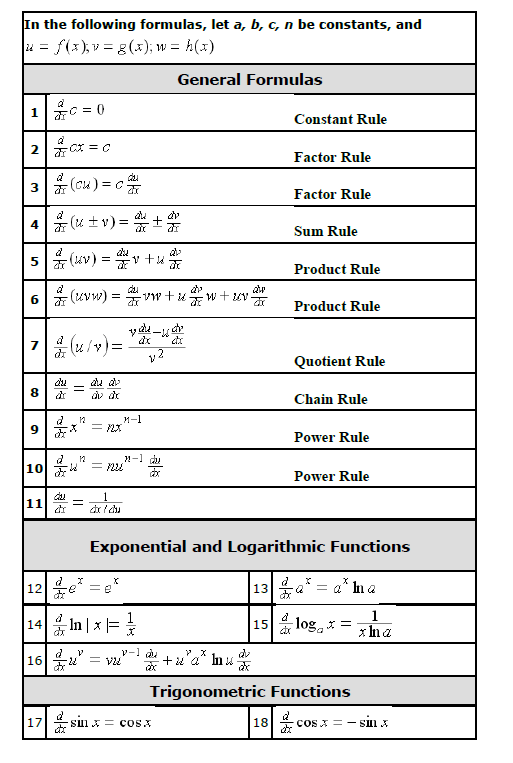 In the following formulas, let a, b, c, n be constants, and
u = f(x); v = g(x); w = h(x)
General Formulas
1 d/dx c = 0 Constant Rule
2 d/dx cx = c Factor Rule
3 d/dx (cu) = c du/dx Factor Rule
4 d/dx (u ± v) = du/dx ± dv/dx Sum Rule
5 d/dx (uv) = du/dx v + u dv/dx Product Rule
6 d/dx (uvw) = du/dx vw + u dv/dx w + uv dw/dx Product Rule
7 d/dx (u / v) = (v du/dx − u dv/dx) / v² Quotient Rule
8 du/dx = du/dv dv/dx Chain Rule
9 d/dx xⁿ = nxⁿ⁻¹ Power Rule
10 d/dx uⁿ = nuⁿ⁻¹ du/dx Power Rule
11 du/dx = 1 / (dx / du)
Exponential and Logarithmic Functions
12 d/dx e^x = e^x 13 d/dx a^x = a^x ln a
14 d/dx ln | x |= 1/x 15 d/dx log_a x = 1 / (x ln a)
16 d/dx u^v = vu^(v−1) du/dx + u^v a^x ln u dv/dx
Trigonometric Functions
17 d/dx sin x = cos x 18 d/dx cos x = − sin x